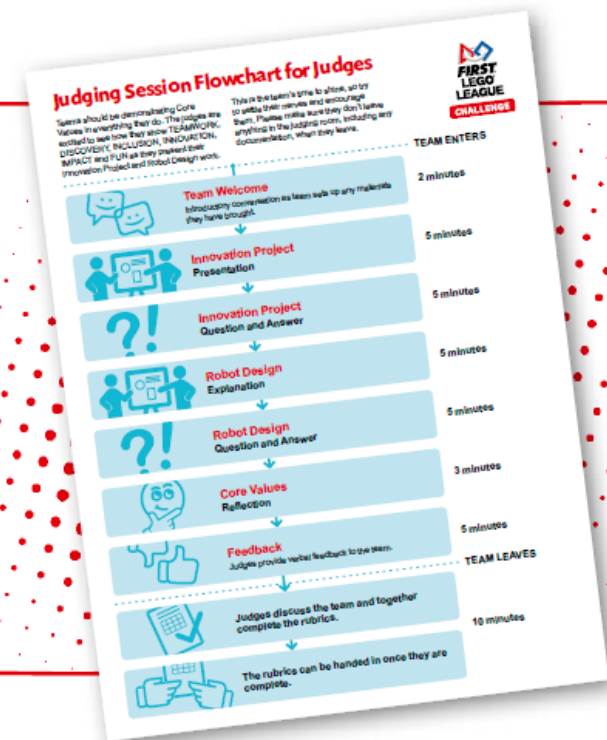 Judging Session Flowchart for Judges
FIRST
LEGO
LEAGUE
CHALLENGE
Teams should be demonstrating Core
Values in everything they do. The judges are
excited to see how they show TEAMWORK,
DISCOVERY, INCLUSION, INNOVATION,
IMPACT and FUN as they present their
Innovation Project and Robot Design work.
This is the team's time to shine, so try
to settle their nerves and encourage
them. Please make sure they don't leave
anything in the judging room, including any
documentation, when they leave.
TEAM ENTERS
Team Welcome
Introductory conversation as team sets up any materials
they have brought.
2 minutes
Innovation Project
Presentation
5 minutes
Innovation Project
Question and Answer
5 minutes
Robot Design
Explanation
5 minutes
Robot Design
Question and Answer
5 minutes
Core Values
Reflection
3 minutes
Feedback
Judges provide verbal feedback to the team.
5 minutes
TEAM LEAVES
Judges discuss the team and together
complete the rubrics.
10 minutes
The rubrics can be handed in once they are
complete.